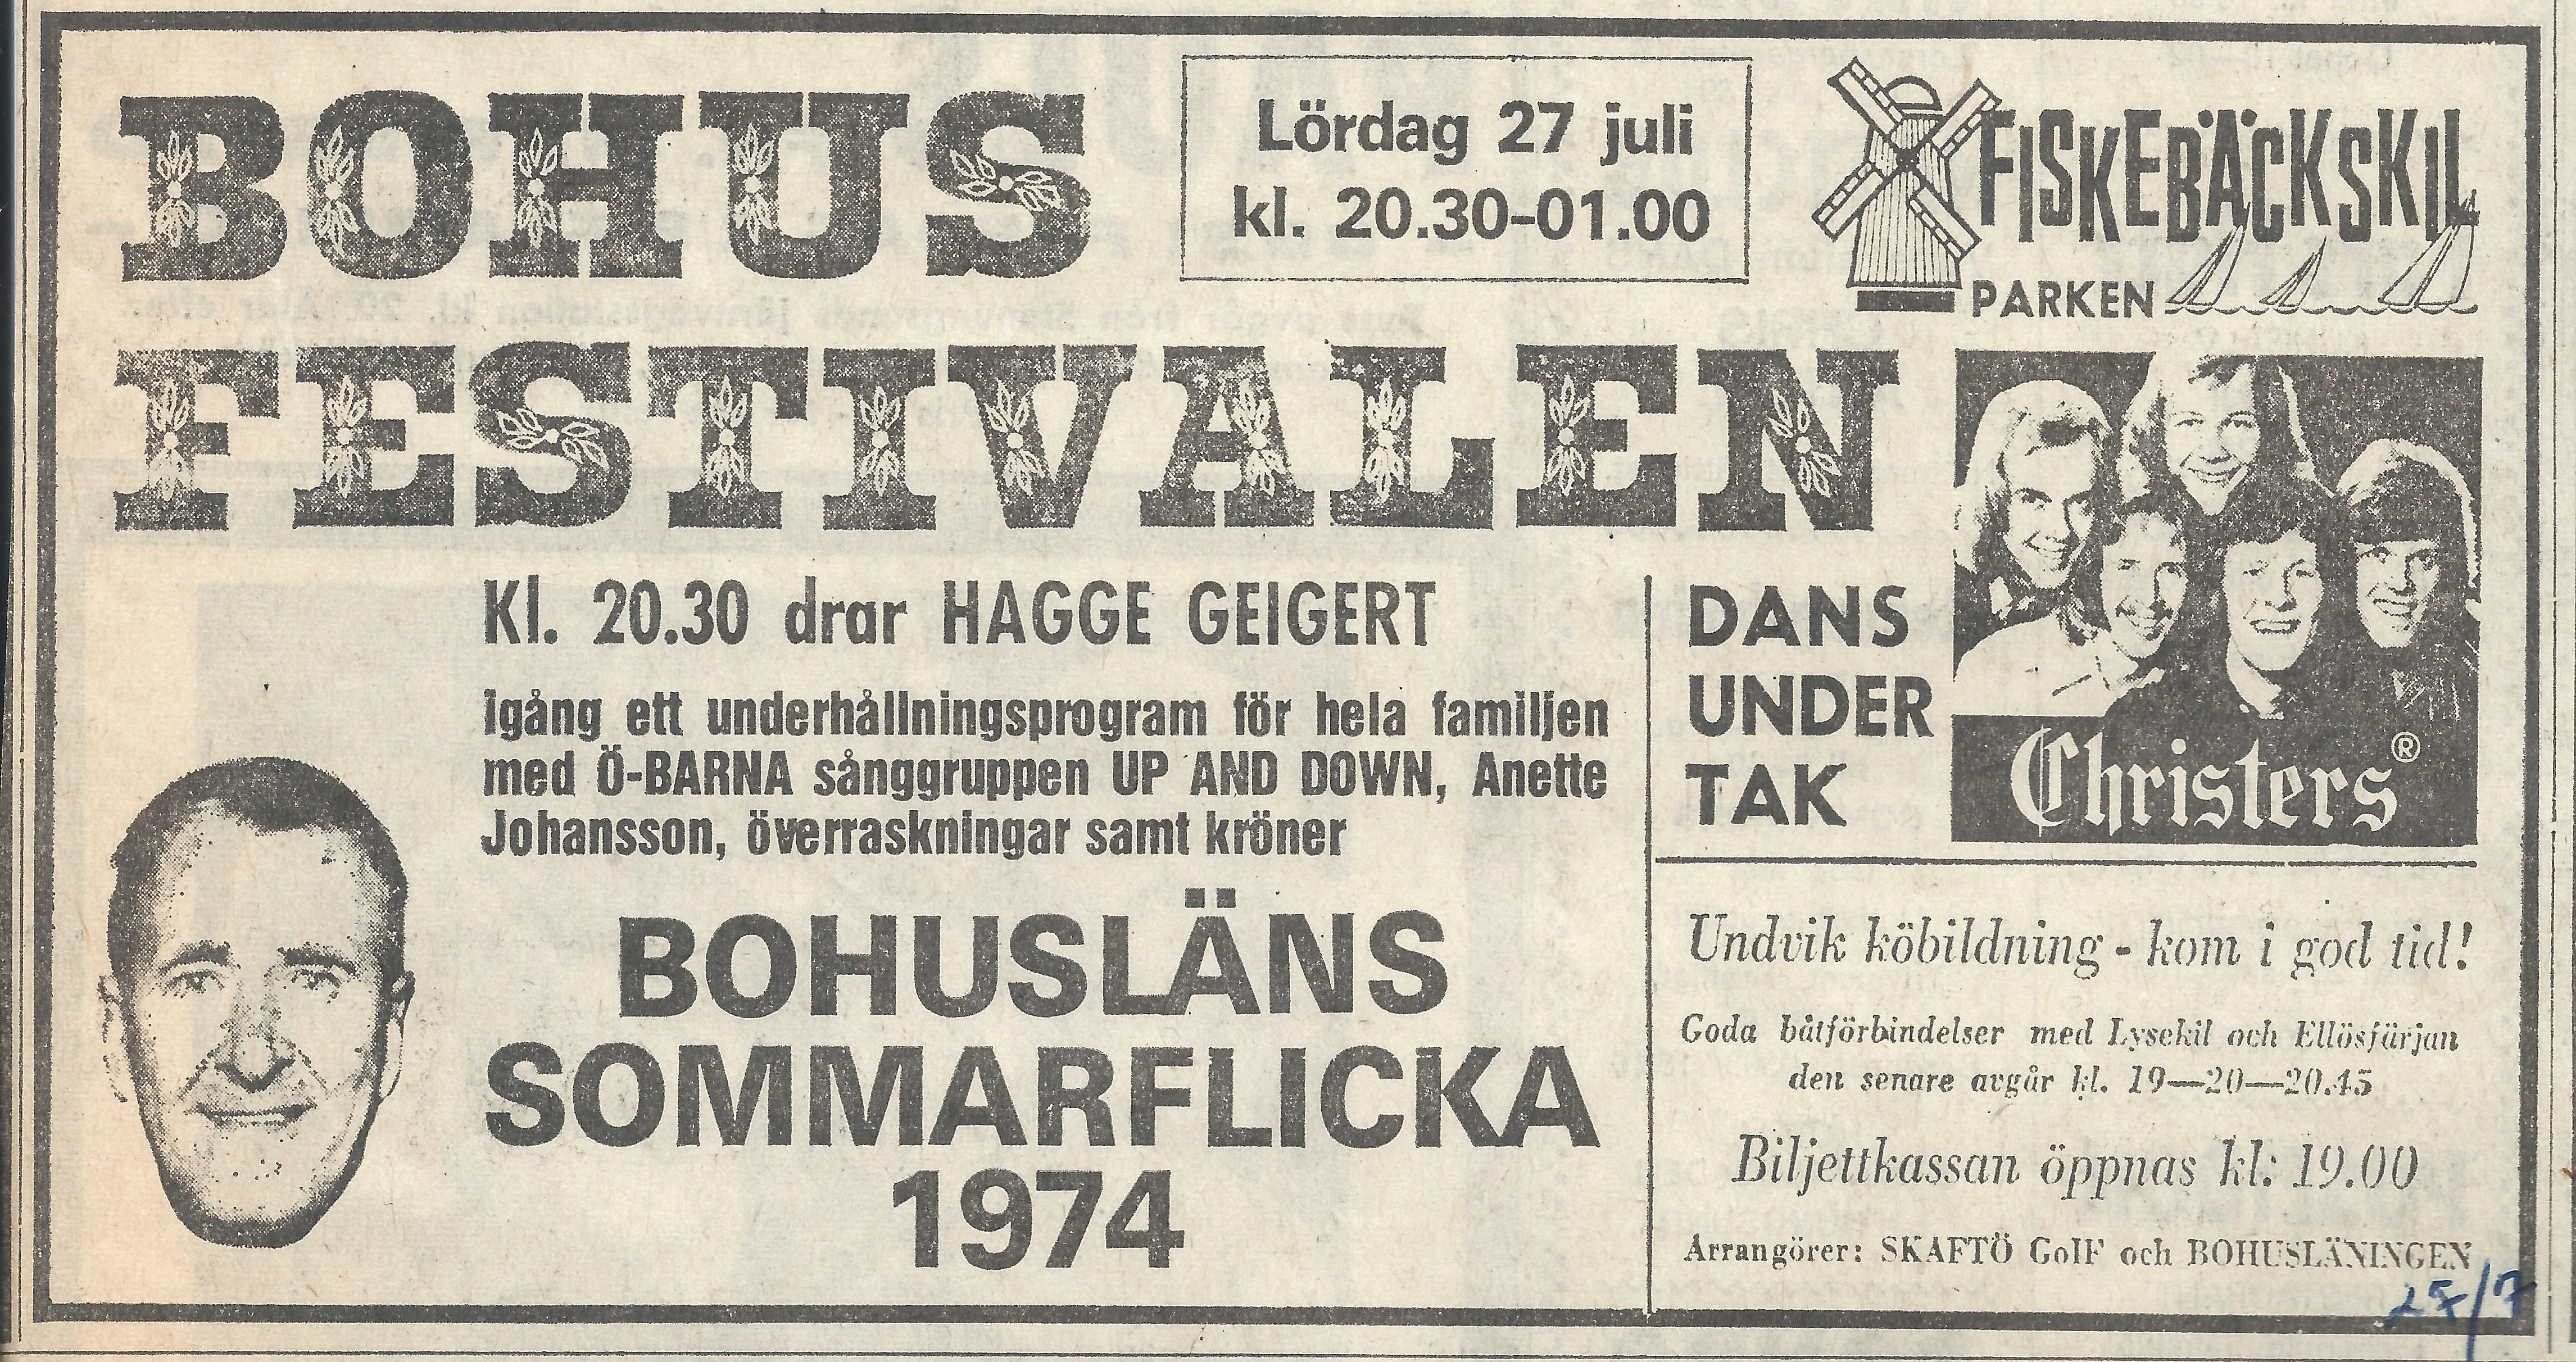 BOHUS
FESTIVALEN
Lördag 27 juli
kl. 20.30-01.00
FISKEBÄCKSKIL
PARKEN
Kl. 20.30 drar HAGGE GEIGERT
igång ett underhållningsprogram för hela familjen
med Ö-BARNA sånggruppen UP AND DOWN, Anette
Johansson, överraskningar samt kröner
BOHUSLÄNS
SOMMARFLICKA
1974
DANS
UNDER
TAK
Christers®
Undvik köbildning - kom i god tid!
Goda båtförbindelser med Lysekil och Ellösfärjan
den senare avgår kl. 19—20—20.45
Biljettkassan öppnas kl: 19.00
Arrangörer: SKAFTÖ GoIF och BOHUSLÄNINGEN
27/7